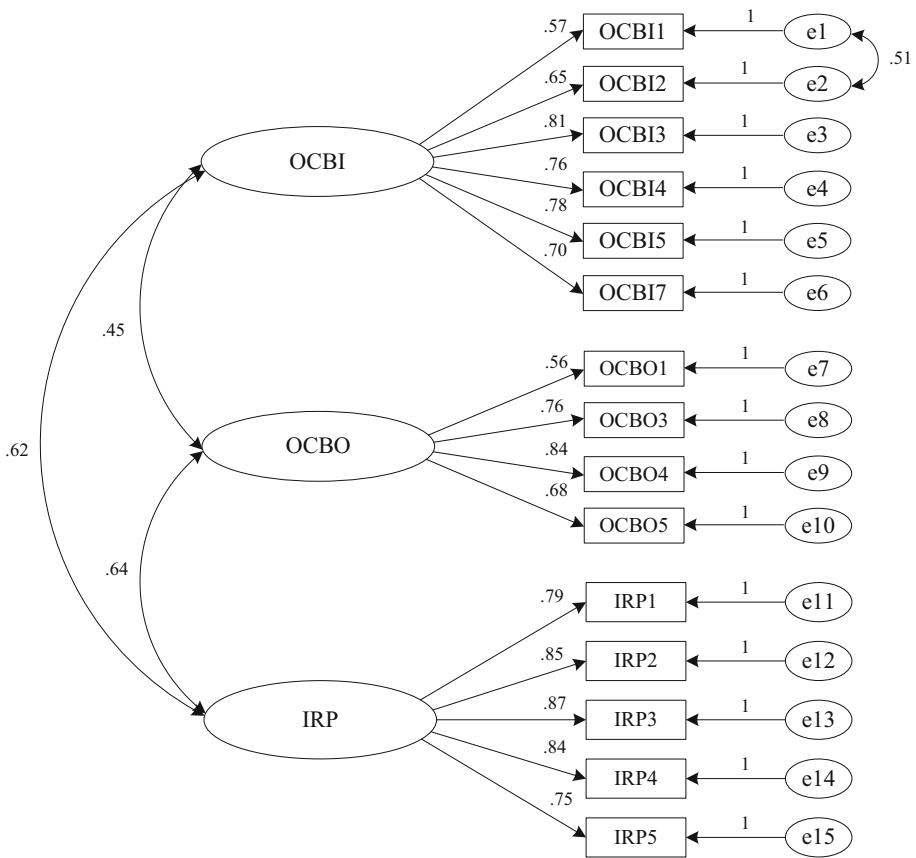 .57 OCBI1 1 e1
.51
.65 OCBI2 1 e2
.81 OCBI3 1 e3
OCBI
.76 OCBI4 1 e4
.78 OCBI5 1 e5
.70 OCBI7 1 e6
.45
.56 OCBO1 1 e7
.76 OCBO3 1 e8
OCBO
.62
.84 OCBO4 1 e9
.68 OCBO5 1 e10
.64
.79 IRP1 1 e11
.85 IRP2 1 e12
IRP
.87 IRP3 1 e13
.84 IRP4 1 e14
.75 IRP5 1 e15